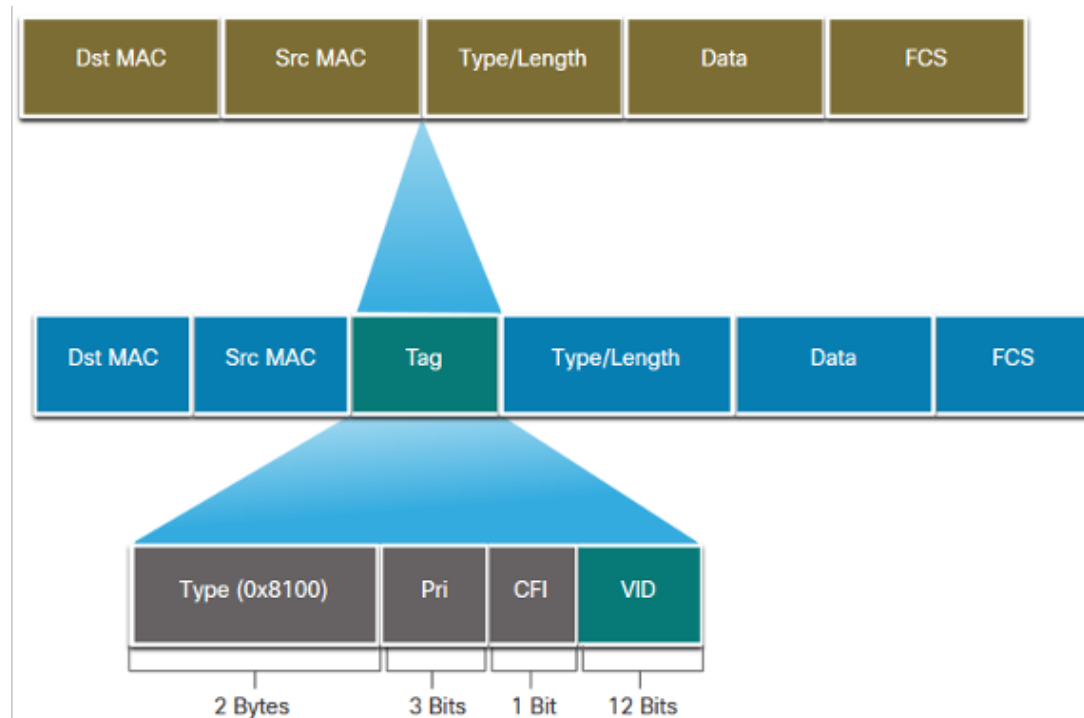 Dst MAC Src MAC Type/Length Data FCS
Dst MAC Src MAC Tag Type/Length Data FCS
Type (0x8100) Pri CFI VID
2 Bytes 3 Bits 1 Bit 12 Bits